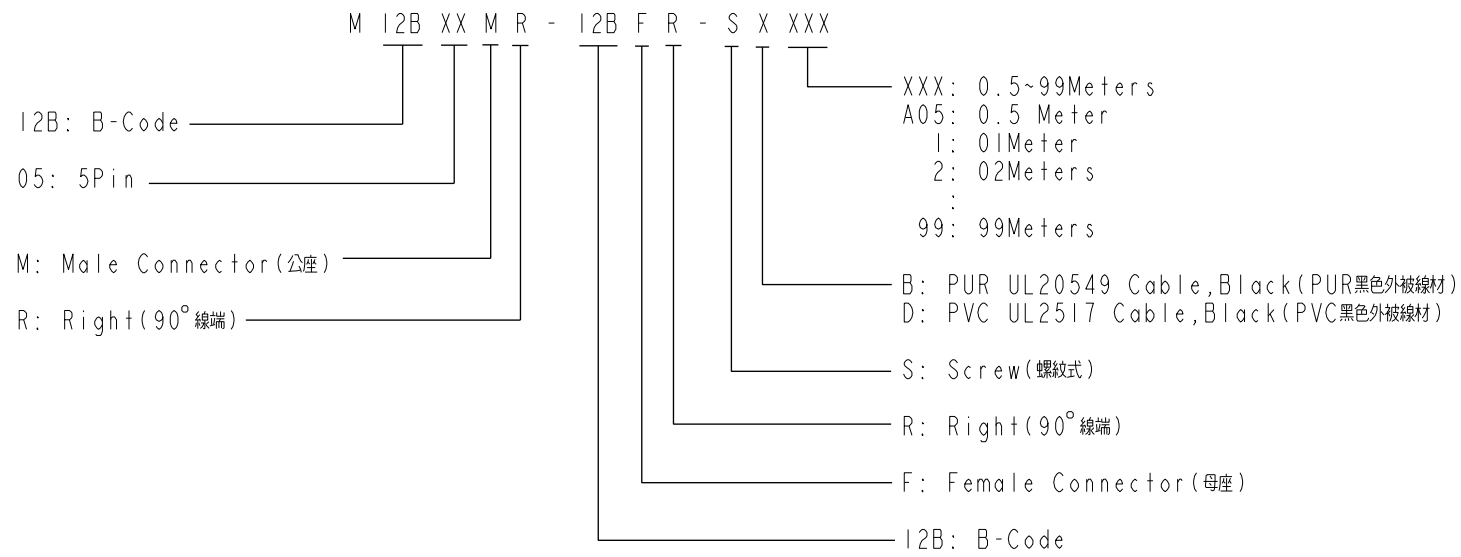 M 12B XX M R - 12B F R - S X XXX
12B: B-Code
05: 5Pin
M: Male Connector(公座)
R: Right(90°線端)
XXX: 0.5~99Meters
A05: 0.5 Meter
1: 01Meter
2: 02Meters
:
99: 99Meters
B: PUR UL20549 Cable,Black(PUR黑色外被線材)
D: PVC UL2517 Cable,Black(PVC黑色外被線材)
S: Screw(螺紋式)
R: Right(90°線端)
F: Female Connector(母座)
12B: B-Code